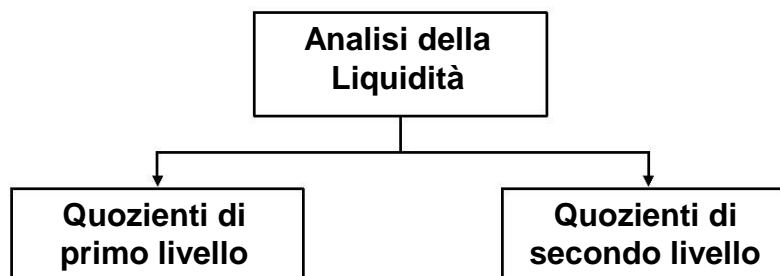 Analisi della
Liquidità
Quozienti di
primo livello
Quozienti di
secondo livello